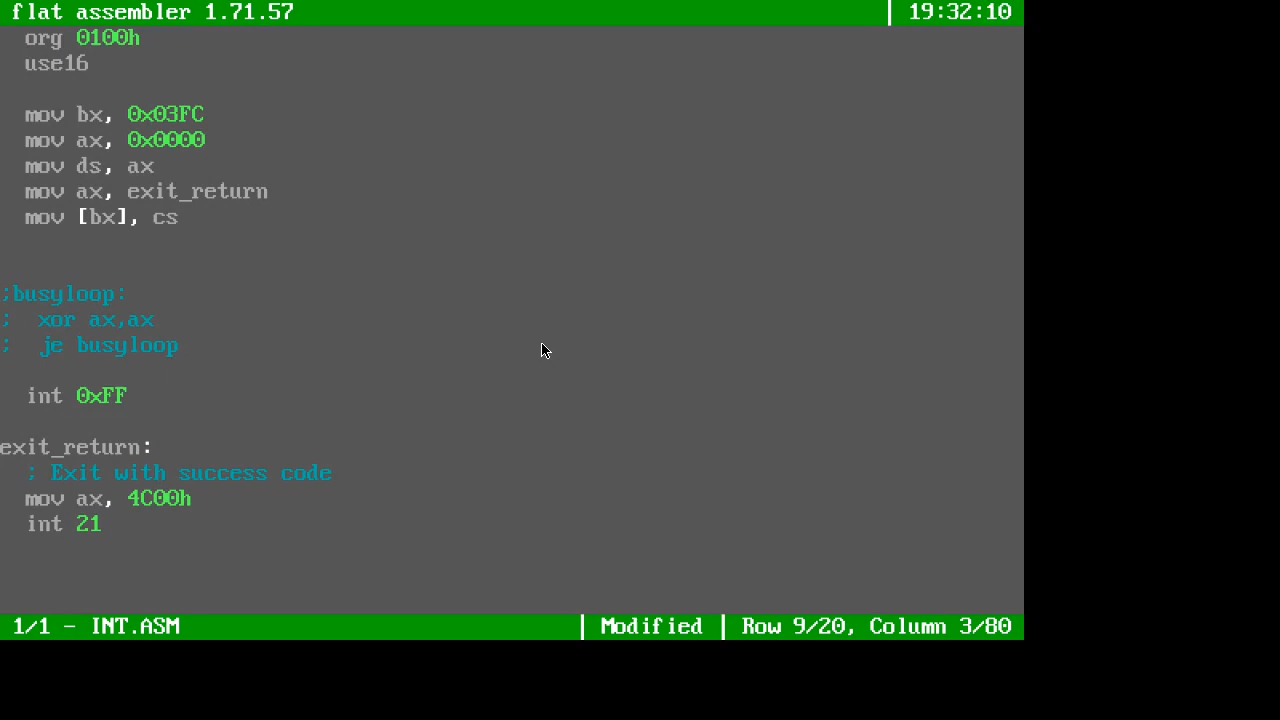 flat assembler 1.71.57 | 19:32:10
org 0100h
use16
mov bx, 0x03FC
mov ax, 0x0000
mov ds, ax
mov ax, exit_return
mov [bx], cs
;busyloop:
;  xor ax,ax
;  je busyloop
int 0xFF
exit_return:
; Exit with success code
mov ax, 4C00h
int 21
1/1 - INT.ASM | Modified | Row 9/20, Column 3/80